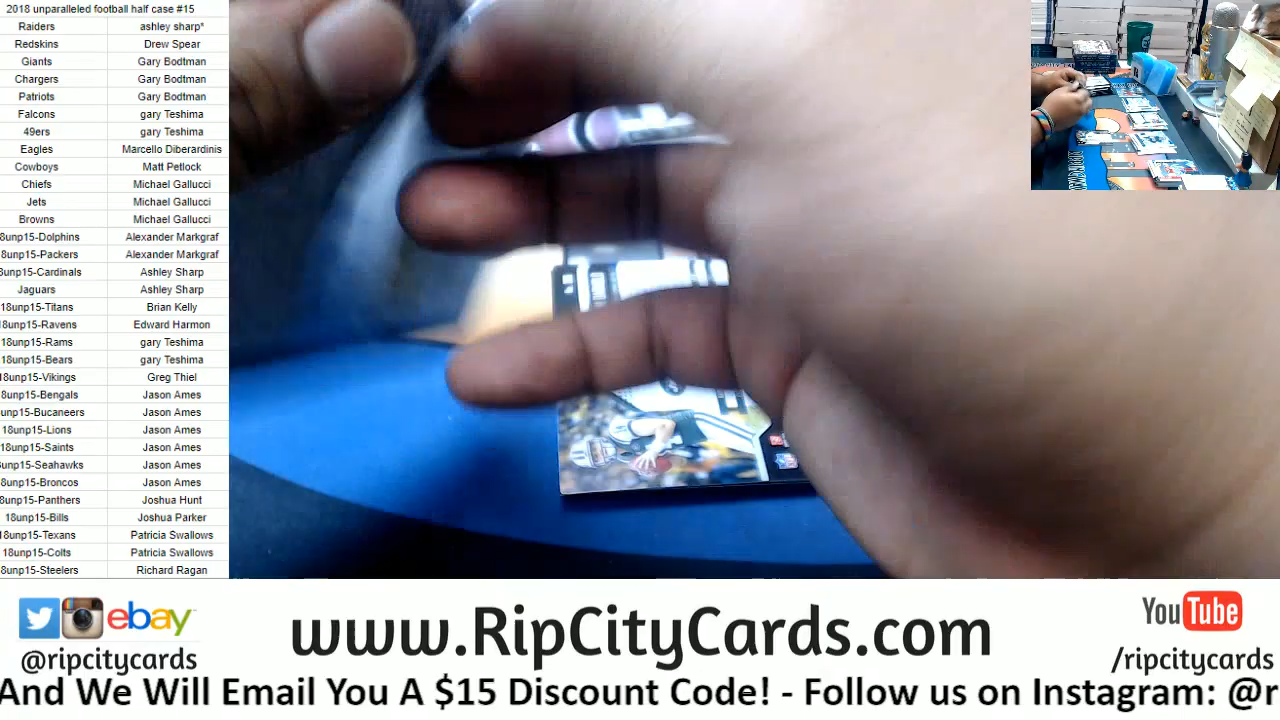 2018 unparalleled football half case #15
Raiders ashley sharp*
Redskins Drew Spear
Giants Gary Bodtman
Chargers Gary Bodtman
Patriots Gary Bodtman
Falcons gary Teshima
49ers gary Teshima
Eagles Marcello Diberardinis
Cowboys Matt Petlock
Chiefs Michael Gallucci
Jets Michael Gallucci
Browns Michael Gallucci
8unp15-Dolphins Alexander Markgraf
8unp15-Packers Alexander Markgraf
8unp15-Cardinals Ashley Sharp
Jaguars Ashley Sharp
18unp15-Titans Brian Kelly
18unp15-Ravens Edward Harmon
18unp15-Rams gary Teshima
18unp15-Bears gary Teshima
18unp15-Vikings Greg Thiel
8unp15-Bengals Jason Ames
unp15-Bucaneers Jason Ames
18unp15-Lions Jason Ames
18unp15-Saints Jason Ames
8unp15-Seahawks Jason Ames
8unp15-Broncos Jason Ames
8unp15-Panthers Joshua Hunt
18unp15-Bills Joshua Parker
18unp15-Texans Patricia Swallows
18unp15-Colts Patricia Swallows
8unp15-Steelers Richard Ragan
ebay
@ripcitycards
www.RipCityCards.com
YouTube
/ripcitycards
And We Will Email You A $15 Discount Code! - Follow us on Instagram: @r